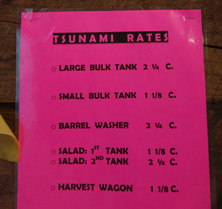 TSUNAMI RATES
LARGE BULK TANK 2 ¼ C.
SMALL BULK TANK 1 1/8 C.
BARREL WASHER 2 ¼ C.
SALAD: 1ST TANK 1 1/8 C.
SALAD: 2ND TANK 2 ¼ C.
HARVEST WAGON 1 1/8 C.